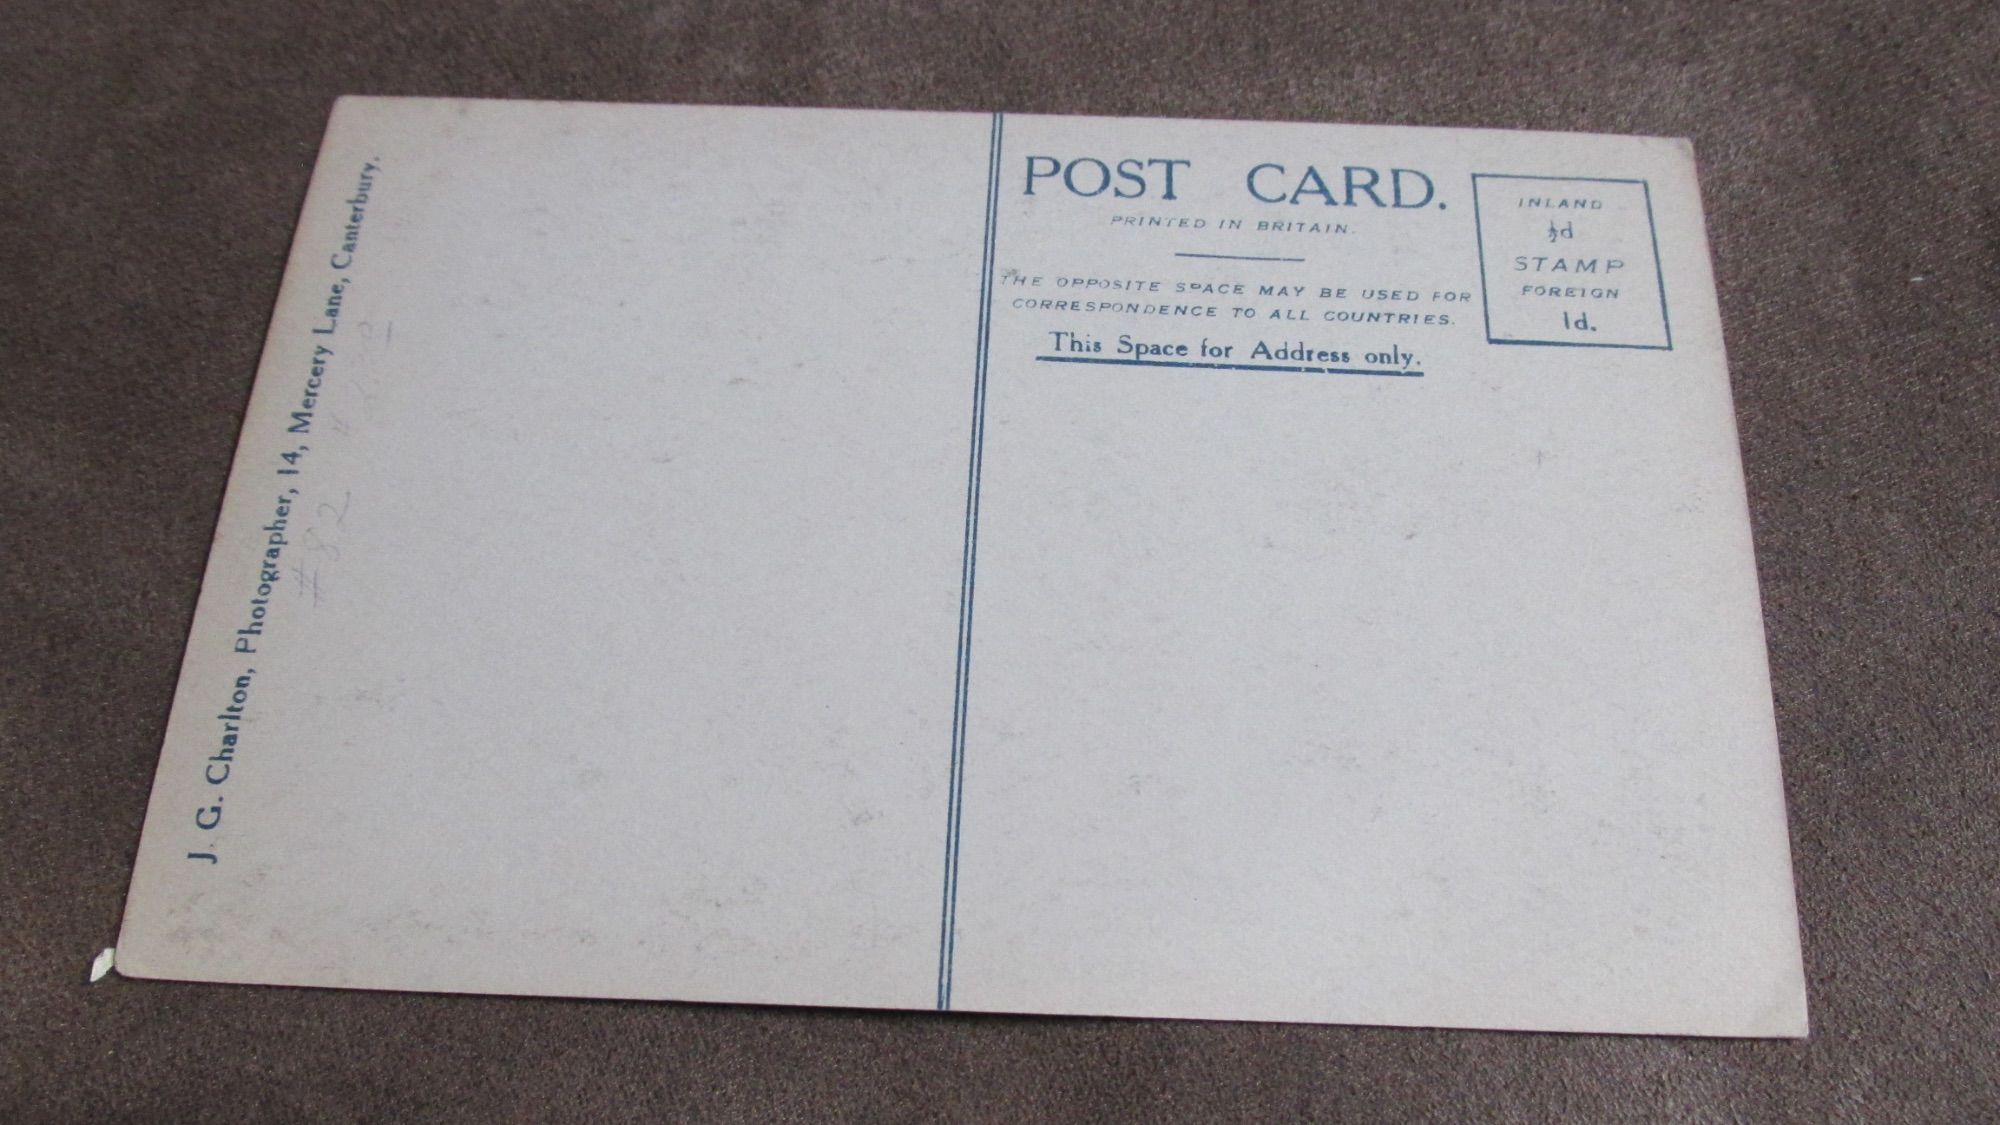 J. G. Charlton, Photographer, 14, Mercery Lane, Canterbury.
#82
POST CARD.
PRINTED IN BRITAIN.
THE OPPOSITE SPACE MAY BE USED FOR
CORRESPONDENCE TO ALL COUNTRIES.
This Space for Address only.
INLAND
½d
STAMP
FOREIGN
1d.